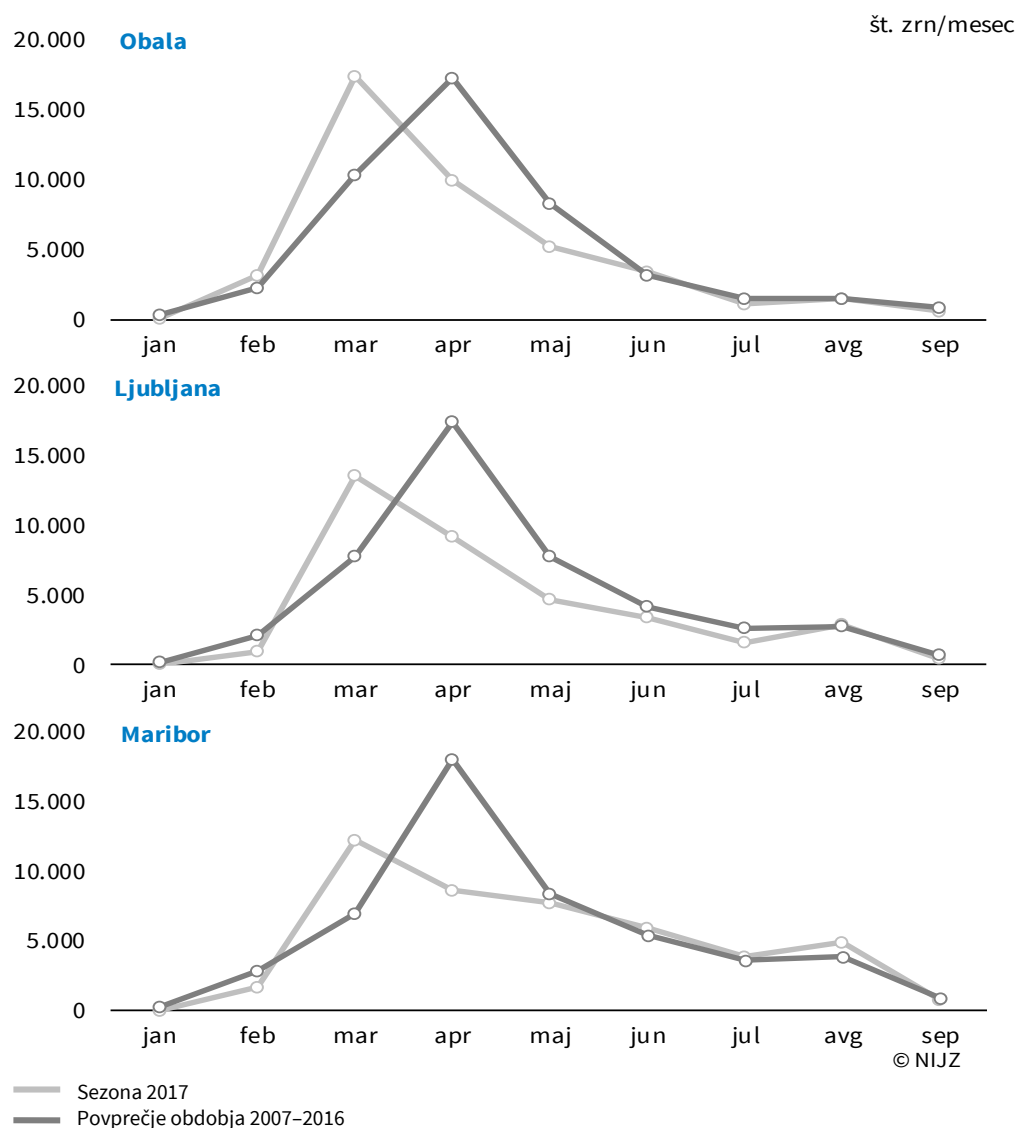 št. zrn/mesec
Obala
20.000
15.000
10.000
5.000
0
jan feb mar apr maj jun jul avg sep
Ljubljana
20.000
15.000
10.000
5.000
0
jan feb mar apr maj jun jul avg sep
Maribor
20.000
15.000
10.000
5.000
0
jan feb mar apr maj jun jul avg sep
© NIJZ
Sezona 2017
Povprečje obdobja 2007–2016